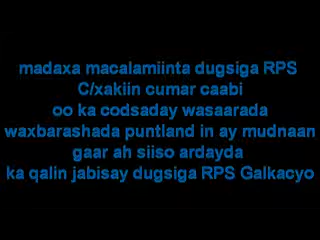 madaxa macalamiinta dugsiga RPS
C/xakiin cumar caabi
oo ka codsaday wasaarada
waxbarashada puntland in ay mudnaan
gaar ah siiso ardayda
ka qalin jabisay dugsiga RPS Galkacyo